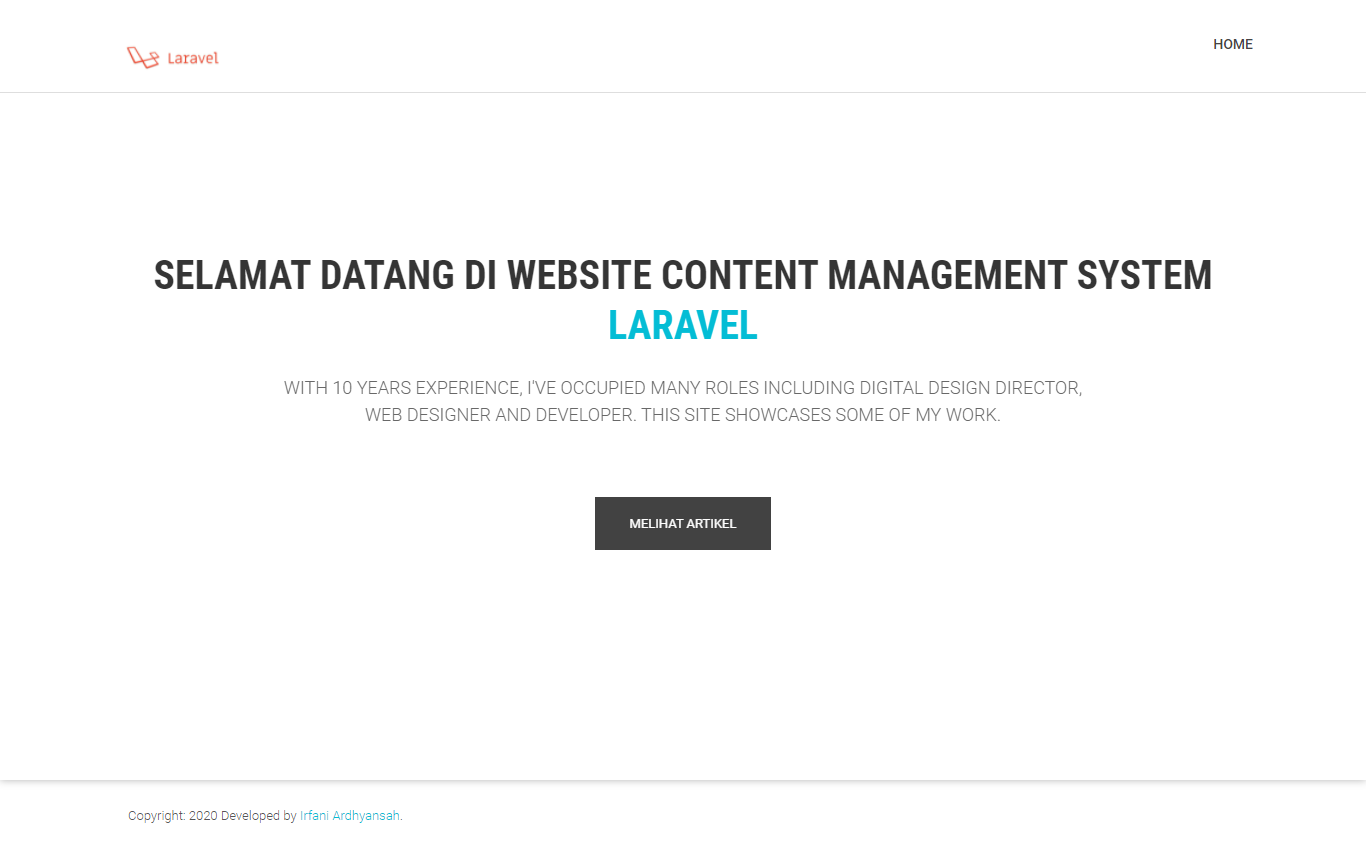 Laravel
HOME
SELAMAT DATANG DI WEBSITE CONTENT MANAGEMENT SYSTEM
LARAVEL
WITH 10 YEARS EXPERIENCE, I'VE OCCUPIED MANY ROLES INCLUDING DIGITAL DESIGN DIRECTOR,
WEB DESIGNER AND DEVELOPER. THIS SITE SHOWCASES SOME OF MY WORK.
MELIHAT ARTIKEL
Copyright: 2020 Developed by Irfani Ardhyansah.